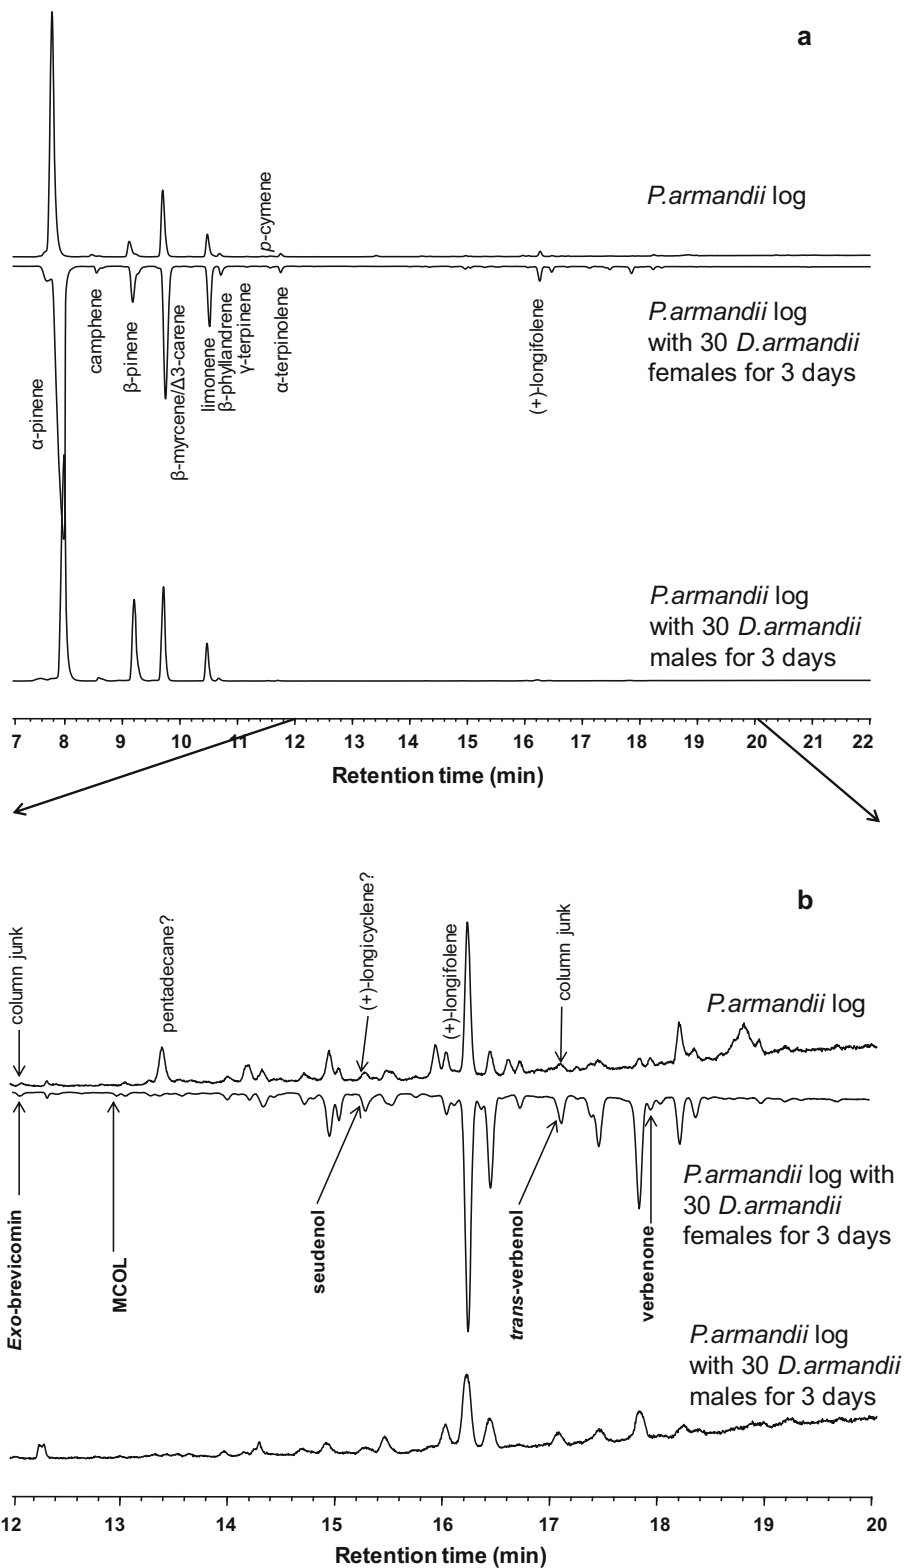 a
P.armandii log
p-cymene
α-pinene
camphene
β-pinene
β-myrcene/Δ3-carene
limonene
β-phyllandrene
γ-terpinene
α-terpinolene
(+)-longifolene
P.armandii log
with 30 D.armandii
females for 3 days
P.armandii log
with 30 D.armandii
males for 3 days
7 8 9 10 11 12 13 14 15 16 17 18 19 20 21 22
Retention time (min)
b
column junk
pentadecane?
(+)-longicyclene?
(+)-longifolene
column junk
P.armandii log
Exo-brevicomin
MCOL
seudenol
trans-verbenol
verbenone
P.armandii log with
30 D.armandii
females for 3 days
P.armandii log
with 30 D.armandii
males for 3 days
12 13 14 15 16 17 18 19 20
Retention time (min)